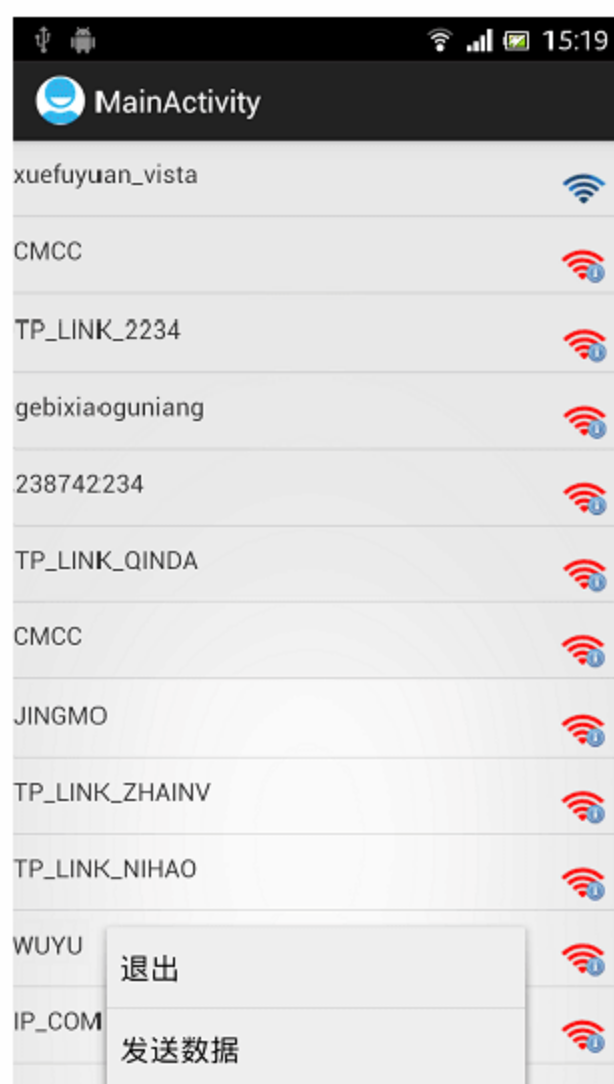 15:19
MainActivity
xuefuyuan_vista
CMCC
TP_LINK_2234
gebixiaoguniang
238742234
TP_LINK_QINDA
CMCC
JINGMO
TP_LINK_ZHAINV
TP_LINK_NIHAO
WUYU
退出
IP_COM
发送数据